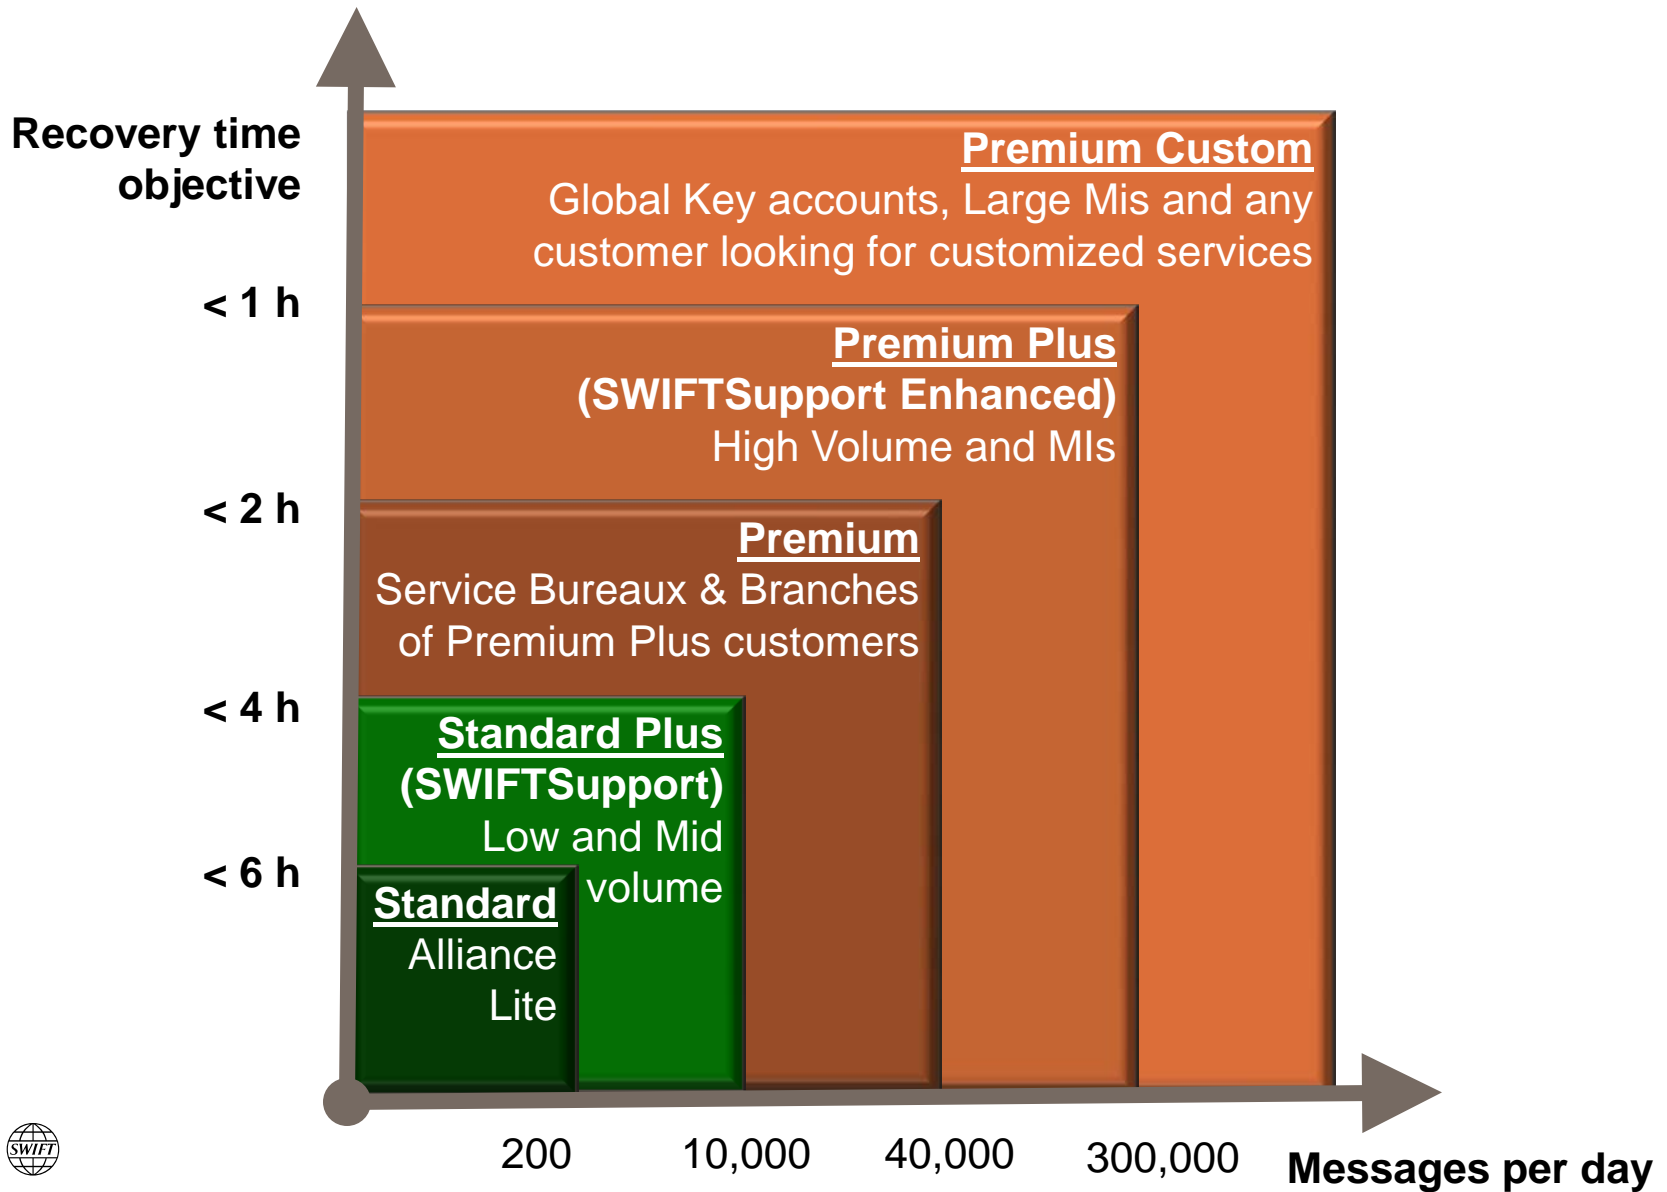 Recovery time
objective
Premium Custom
Global Key accounts, Large Mis and any
customer looking for customized services
< 1 h
Premium Plus
(SWIFTSupport Enhanced)
High Volume and MIs
< 2 h
Premium
Service Bureaux & Branches
of Premium Plus customers
< 4 h
Standard Plus
(SWIFTSupport)
Low and Mid
volume
< 6 h
Standard
Alliance
Lite
200
10,000
40,000
300,000
Messages per day
SWIFT